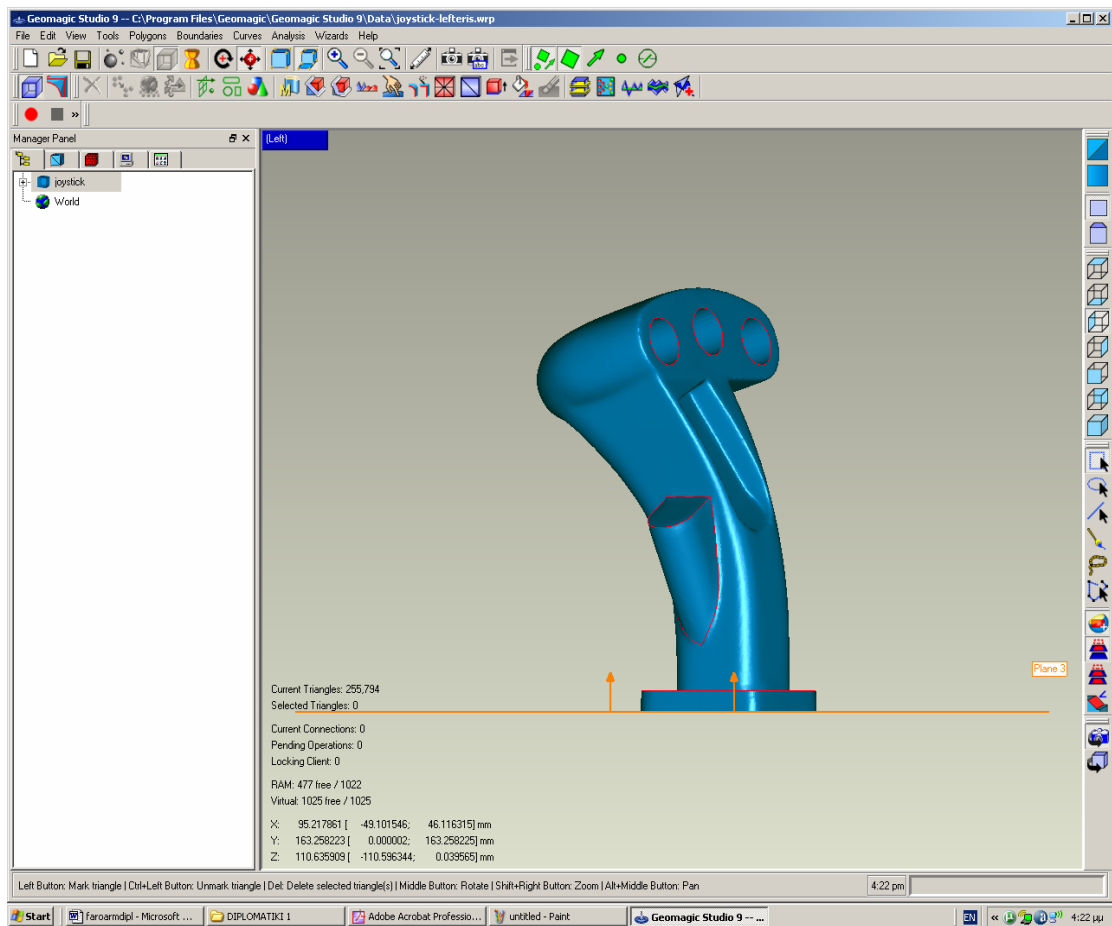 Geomagic Studio 9 -- C:\Program Files\Geomagic\Geomagic Studio 9\Data\joystick-lefteris.wrp
File Edit View Tools Polygons Boundaries Curves Analysis Wizards Help
»
Manager Panel
(Left)
joystick
World
Plane 3
Current Triangles: 255,794
Selected Triangles: 0
Current Connections: 0
Pending Operations: 0
Locking Client: 0
RAM: 477 free / 1022
Virtual: 1025 free / 1025
X: 95.217861 [ -49.101546; 46.116315] mm
Y: 163.258223 [ 0.000002; 163.258225] mm
Z: 110.635909 [ -110.596344; 0.039565] mm
Left Button: Mark triangle | Ctrl+Left Button: Unmark triangle | Del: Delete selected triangle(s) | Middle Button: Rotate | Shift+Right Button: Zoom | Alt+Middle Button: Pan
4:22 pm
Start faroarmdipl - Microsoft ... DIPLOMATIKI 1 Adobe Acrobat Professio... untitled - Paint Geomagic Studio 9 -- ... EN « 4:22 μμ